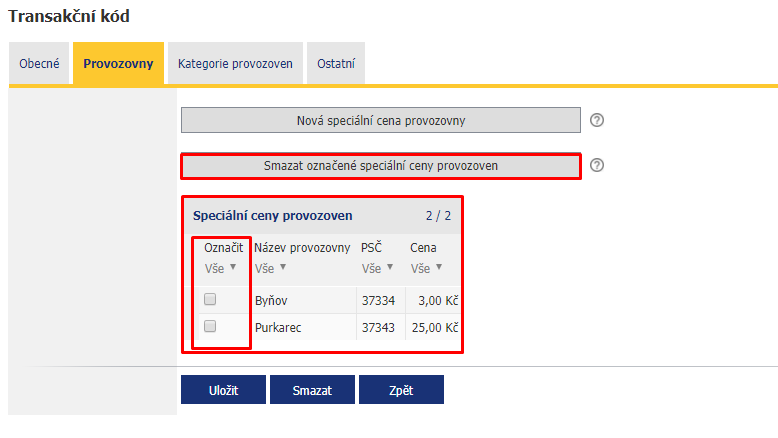 Transakční kód
Obecné Provozovny Kategorie provozoven Ostatní
Nová speciální cena provozovny ?
Smazat označené speciální ceny provozoven ?
Speciální ceny provozoven 2 / 2
Označit Název provozovny PSČ Cena
Vše Vše Vše Vše
Byňov 37334 3,00 Kč
Purkarec 37343 25,00 Kč
Uložit Smazat Zpět